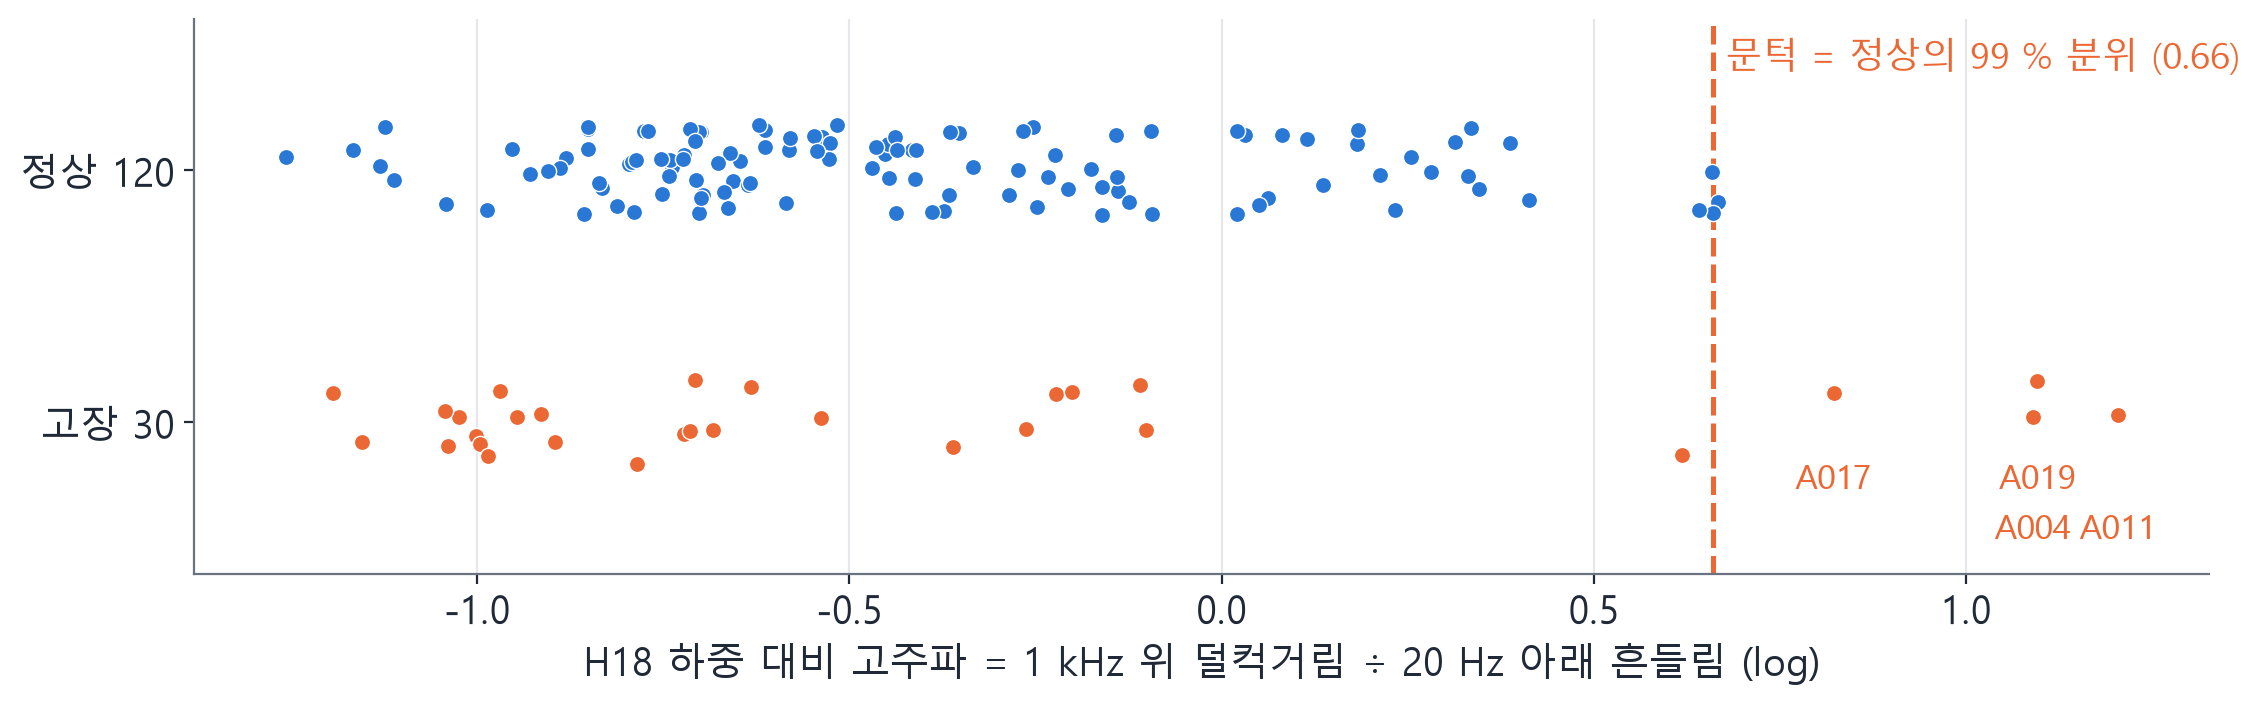 문턱 = 정상의 99 % 분위 (0.66)
정상 120
고장 30
A017
A019
A004 A011
-1.0
-0.5
0.0
0.5
1.0
H18 하중 대비 고주파 = 1 kHz 위 덜컥거림 ÷ 20 Hz 아래 흔들림 (log)